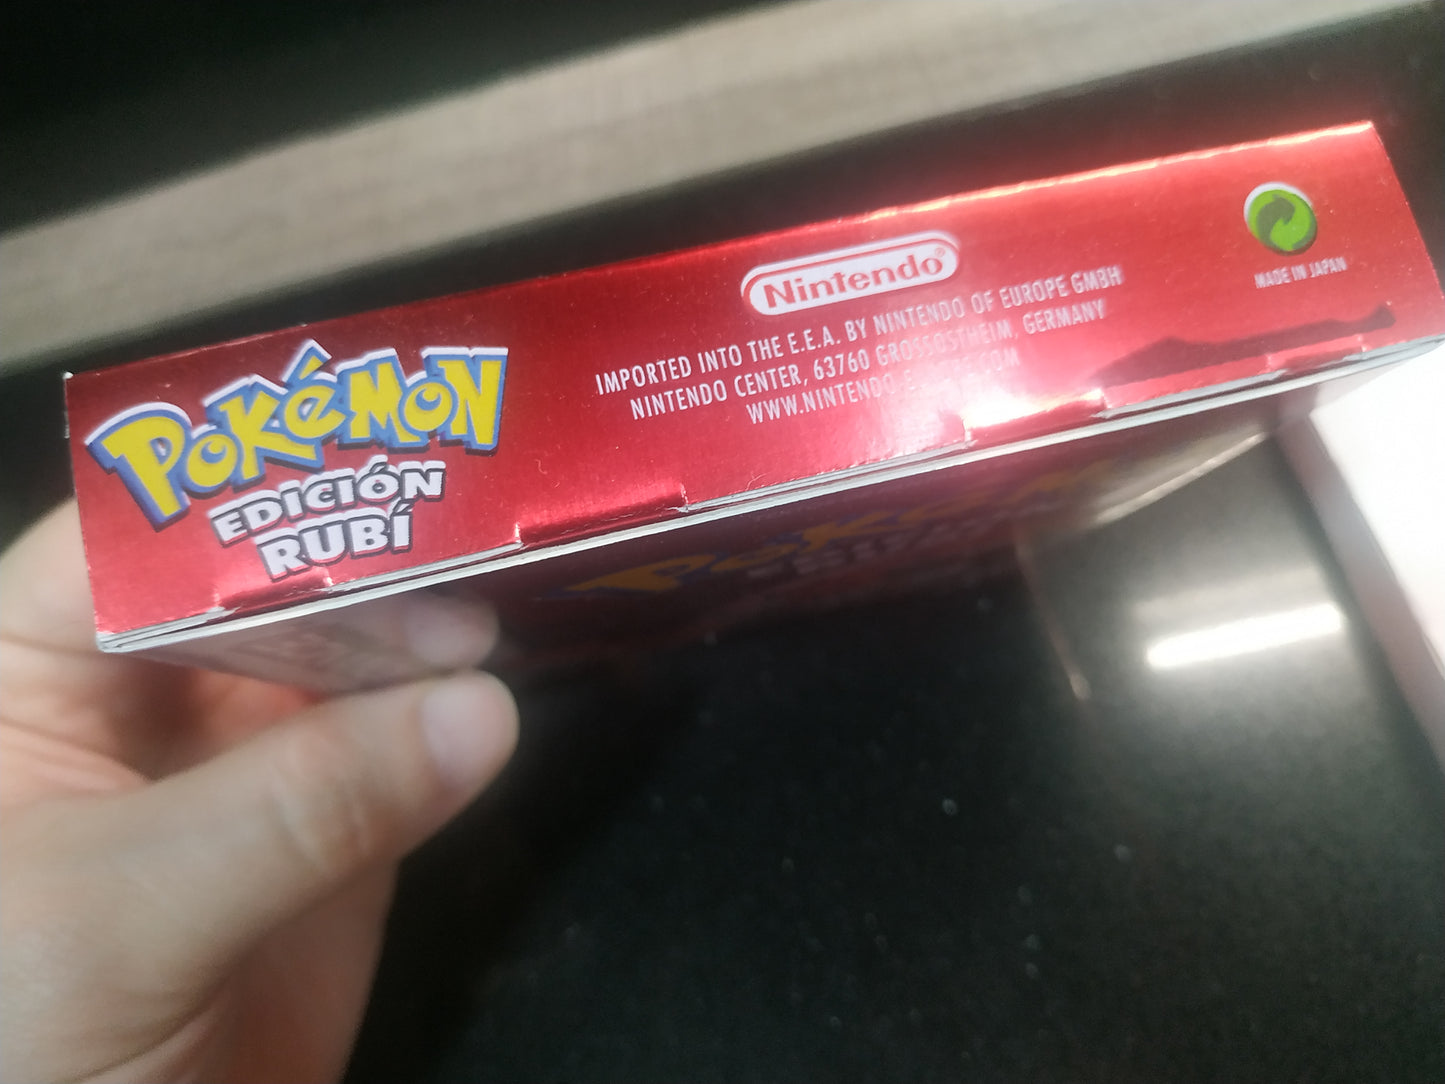 Pokémon
EDICIÓN
RUBÍ
Nintendo®
IMPORTED INTO THE E.E.A. BY NINTENDO OF EUROPE GMBH
NINTENDO CENTER, 63760 GROSSOSTHEIM, GERMANY
MADE IN JAPAN
Pokémon